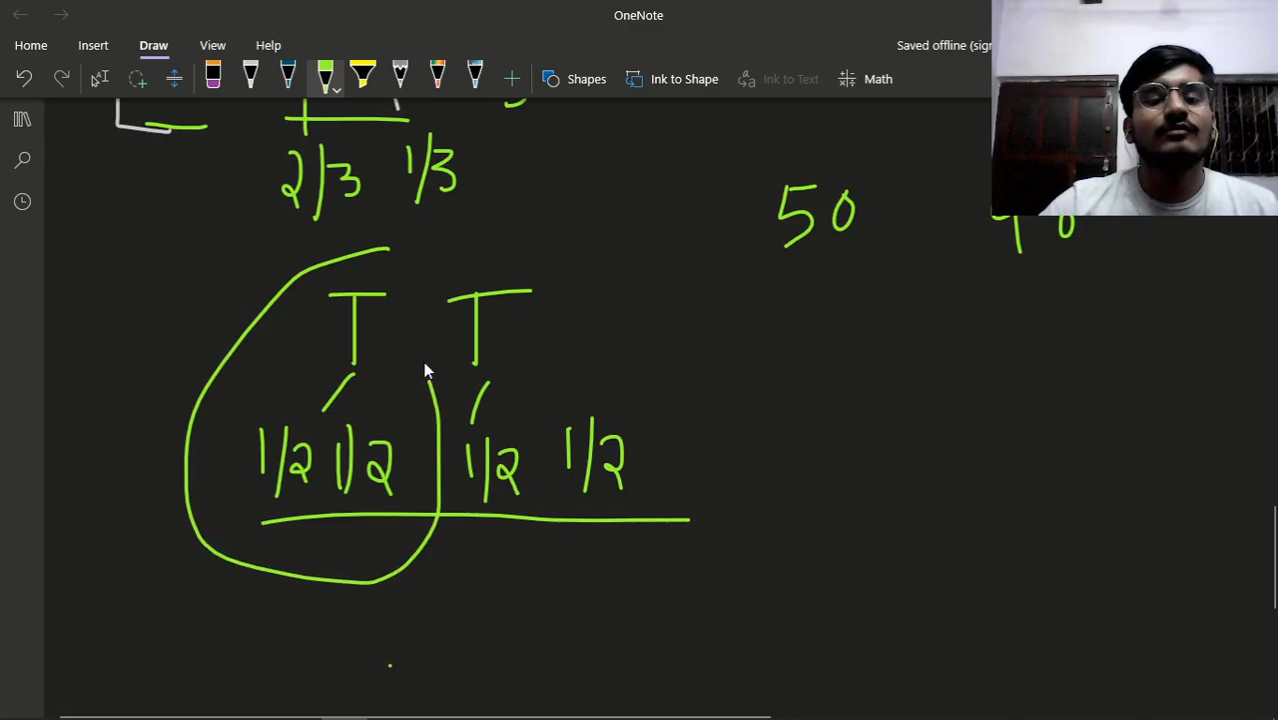 OneNote
Home Insert Draw View Help
Saved offline (sig
Shapes Ink to Shape Ink to Text Math
2/3 1/3
50
T T
1/2 1/2 1/2 1/2